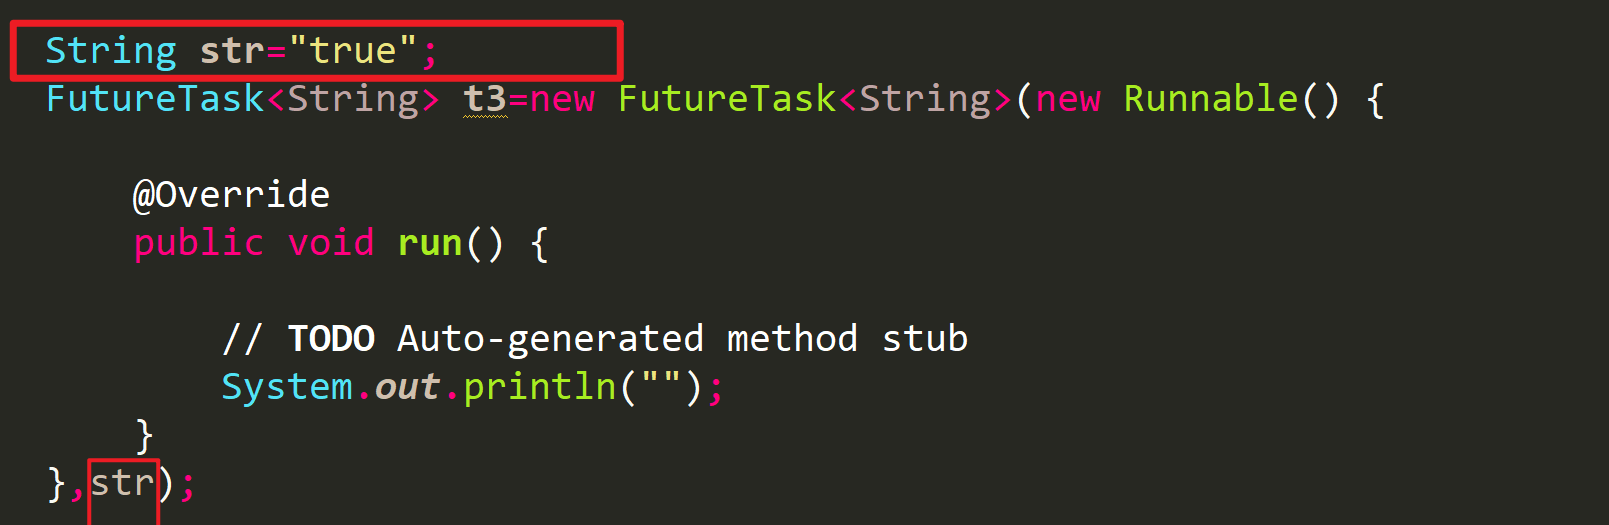 String str="true";
FutureTask<String> t3=new FutureTask<String>(new Runnable() {
@Override
public void run() {
// TODO Auto-generated method stub
System.out.println("");
}
},str);